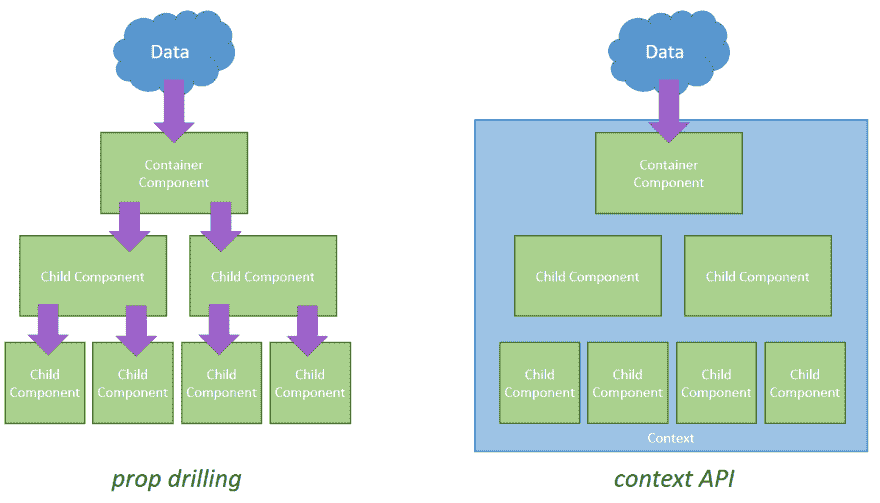 Data
Container
Component
Child Component
Child Component
Child
Component
Child
Component
Child
Component
Child
Component
prop drilling
Data
Container
Component
Child Component
Child Component
Child
Component
Child
Component
Child
Component
Child
Component
Context
context API